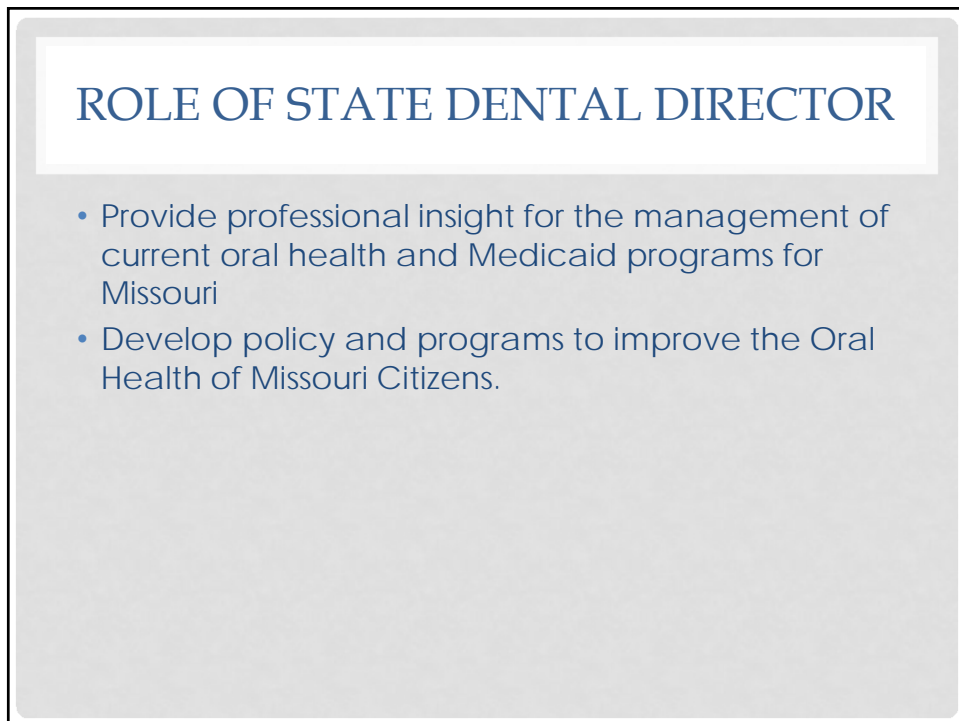 ROLE OF STATE DENTAL DIRECTOR
• Provide professional insight for the management of
current oral health and Medicaid programs for
Missouri
• Develop policy and programs to improve the Oral
Health of Missouri Citizens.